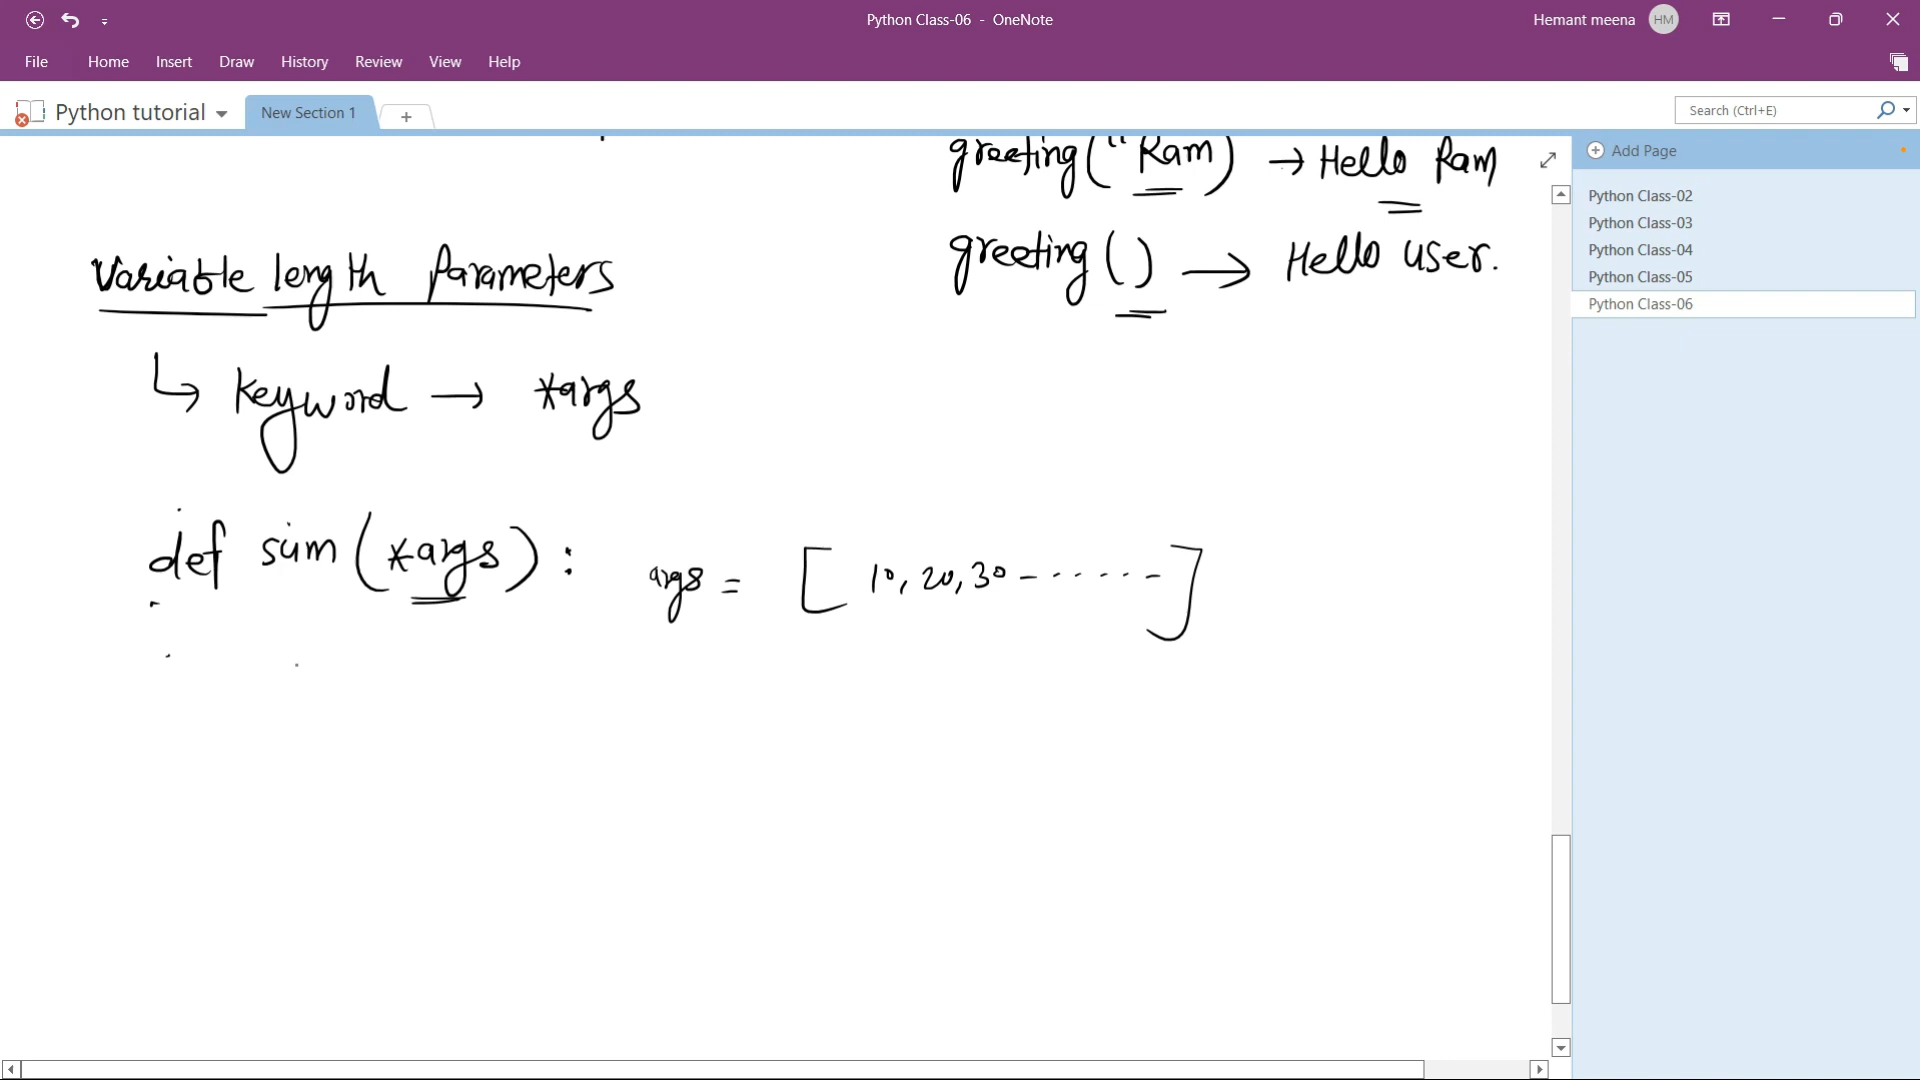 Python Class-06 - OneNote
Hemant meena HM
File Home Insert Draw History Review View Help
Python tutorial New Section 1 +
Search (Ctrl+E)
Add Page
Python Class-02
Python Class-03
Python Class-04
Python Class-05
Python Class-06
greeting("Ram) → Hello Ram
greeting() → Hello user.
Variable length Parameters
↳ Keyword → *args
def sum(*args):
args = [10, 20, 30 - ..... -]